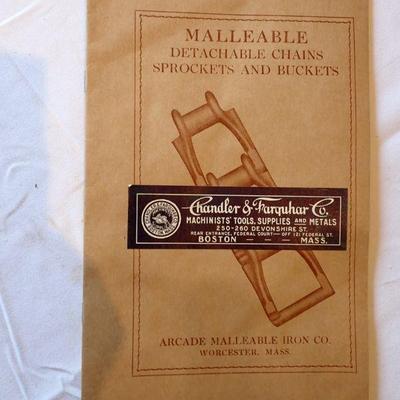 MALLEABLE
DETACHABLE CHAINS
SPROCKETS AND BUCKETS
Chandler & Farquhar Co.
MACHINISTS' TOOLS, SUPPLIES AND METALS
250-260 DEVONSHIRE ST.
REAR ENTRANCE, FEDERAL COURT — OFF 121 FEDERAL ST.
BOSTON — — — MASS.
ARCADE MALLEABLE IRON CO.
WORCESTER, MASS.